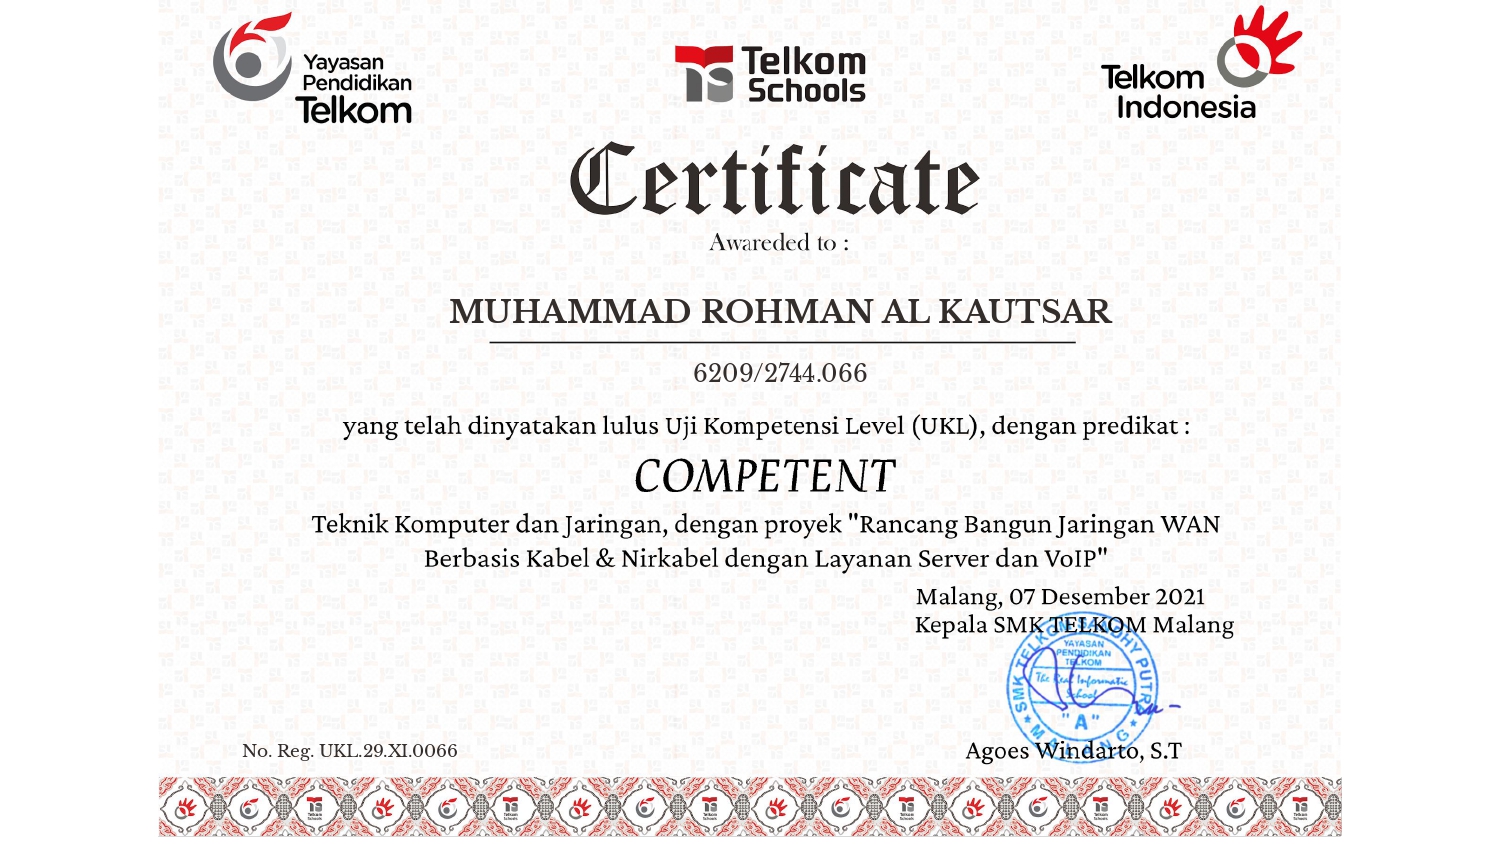 Yayasan
Pendidikan
Telkom
Telkom
Schools
Telkom
Indonesia
Certificate
Awareded to :
MUHAMMAD ROHMAN AL KAUTSAR
6209/2744.066
yang telah dinyatakan lulus Uji Kompetensi Level (UKL), dengan predikat :
COMPETENT
Teknik Komputer dan Jaringan, dengan proyek "Rancang Bangun Jaringan WAN
Berbasis Kabel & Nirkabel dengan Layanan Server dan VoIP"
Malang, 07 Desember 2021
Kepala SMK TELKOM Malang
SMK TELKOM SANDHY PUTRA
YAYASAN
PENDIDIKAN
TELKOM
The Real Informatic
School
"A"
MALANG
Agoes Windarto, S.T
No. Reg. UKL.29.XI.0066